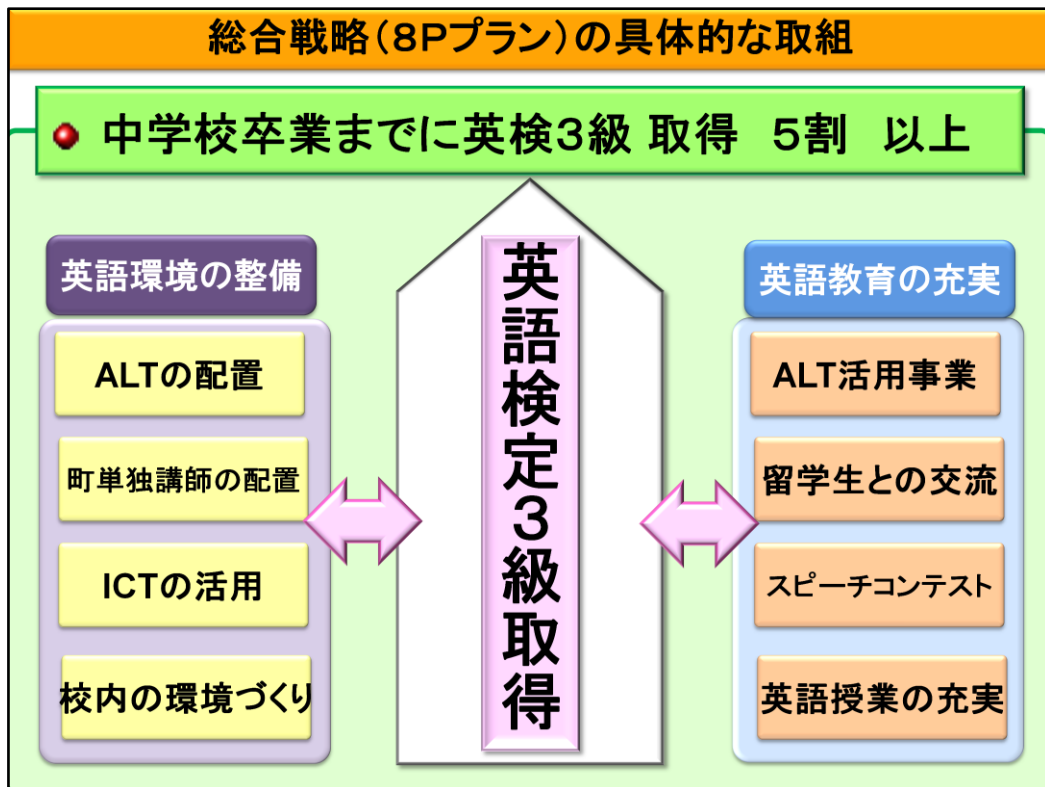 総合戦略(8Pプラン)の具体的な取組
中学校卒業までに英検3級 取得 5割 以上
英語環境の整備
ALTの配置
町単独講師の配置
ICTの活用
校内の環境づくり
英語検定3級取得
英語教育の充実
ALT活用事業
留学生との交流
スピーチコンテスト
英語授業の充実